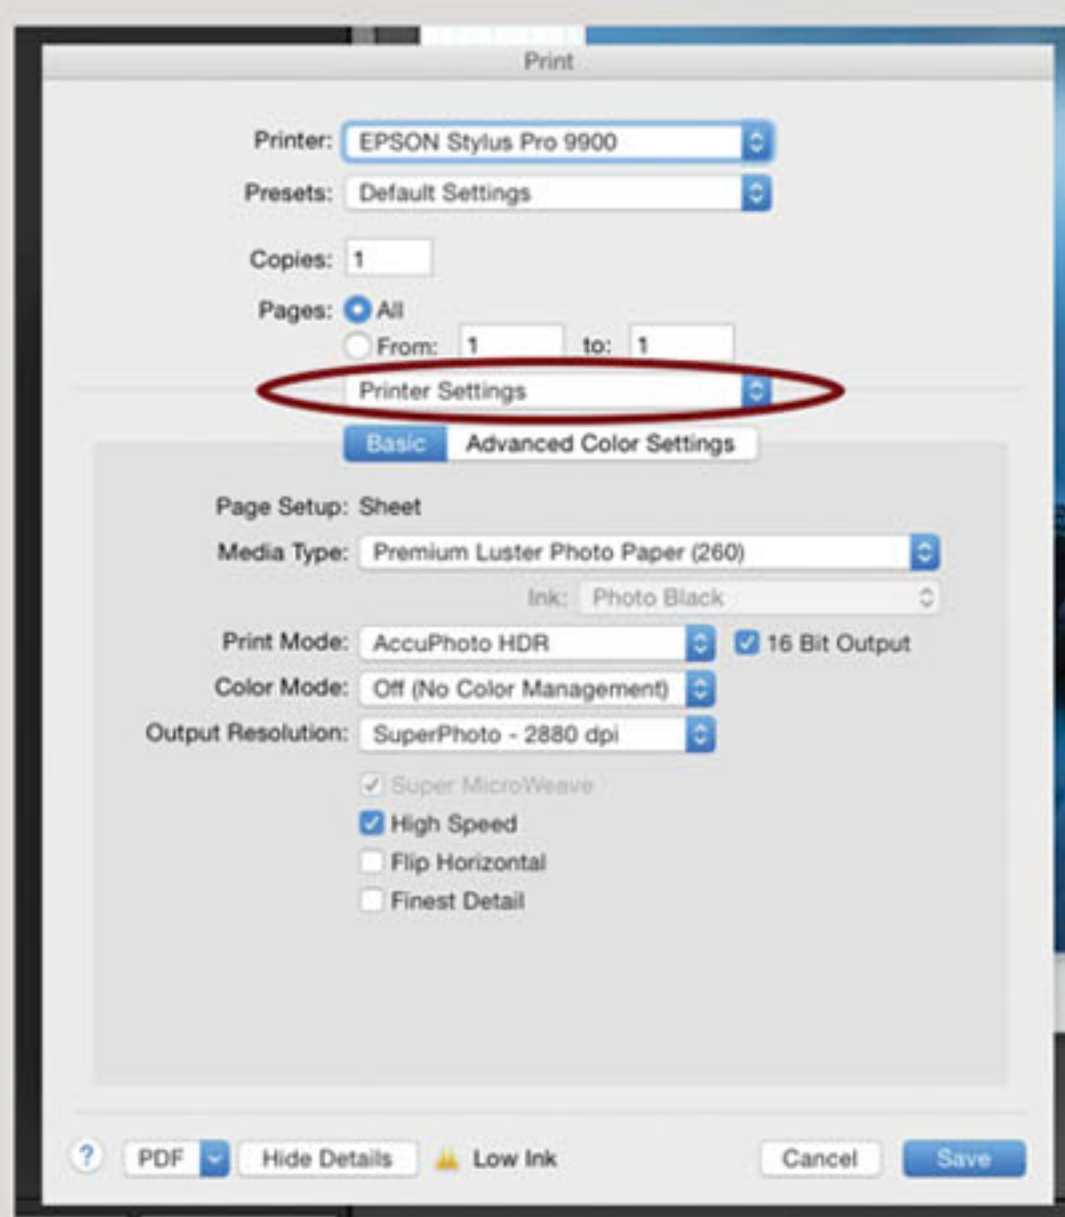 Print
Printer: EPSON Stylus Pro 9900
Presets: Default Settings
Copies: 1
Pages: All
From: 1 to: 1
Printer Settings
Basic Advanced Color Settings
Page Setup: Sheet
Media Type: Premium Luster Photo Paper (260)
Ink: Photo Black
Print Mode: AccuPhoto HDR 16 Bit Output
Color Mode: Off (No Color Management)
Output Resolution: SuperPhoto - 2880 dpi
Super MicroWeave
High Speed
Flip Horizontal
Finest Detail
? PDF Hide Details Low Ink Cancel Save